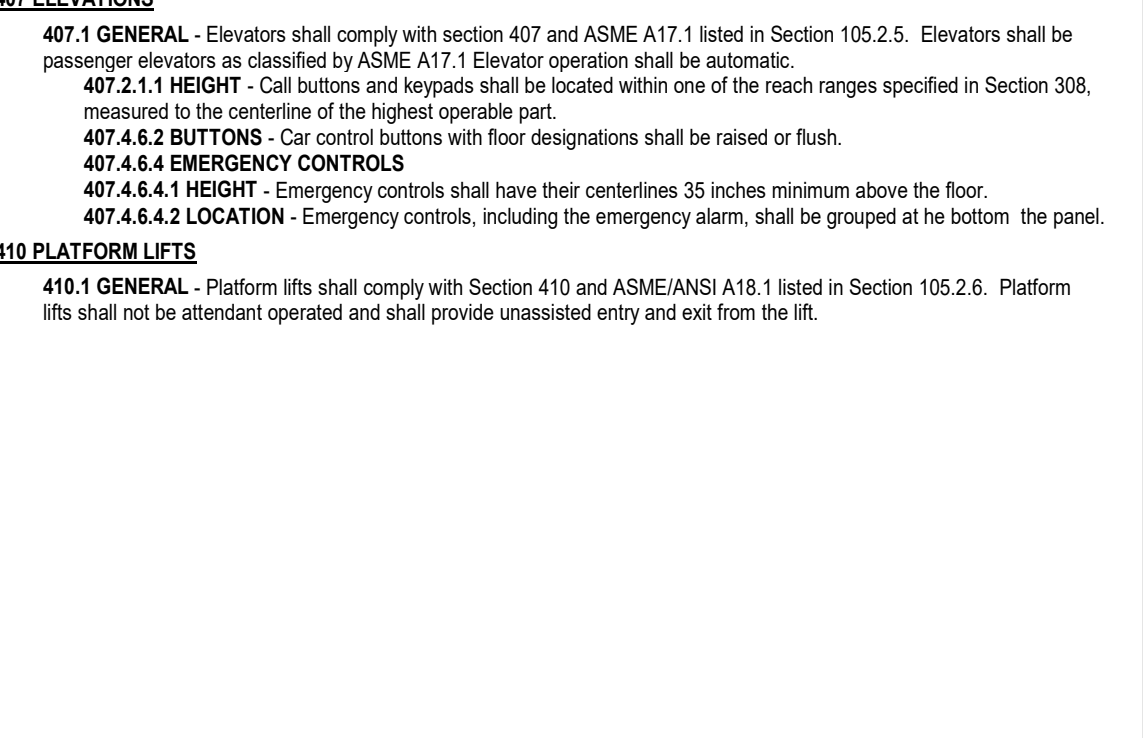 407 ELEVATIONS
407.1 GENERAL - Elevators shall comply with section 407 and ASME A17.1 listed in Section 105.2.5.  Elevators shall be
passenger elevators as classified by ASME A17.1 Elevator operation shall be automatic.
407.2.1.1 HEIGHT - Call buttons and keypads shall be located within one of the reach ranges specified in Section 308,
measured to the centerline of the highest operable part.
407.4.6.2 BUTTONS - Car control buttons with floor designations shall be raised or flush.
407.4.6.4 EMERGENCY CONTROLS
407.4.6.4.1 HEIGHT - Emergency controls shall have their centerlines 35 inches minimum above the floor.
407.4.6.4.2 LOCATION - Emergency controls, including the emergency alarm, shall be grouped at he bottom  the panel.
410 PLATFORM LIFTS
410.1 GENERAL - Platform lifts shall comply with Section 410 and ASME/ANSI A18.1 listed in Section 105.2.6.  Platform
lifts shall not be attendant operated and shall provide unassisted entry and exit from the lift.